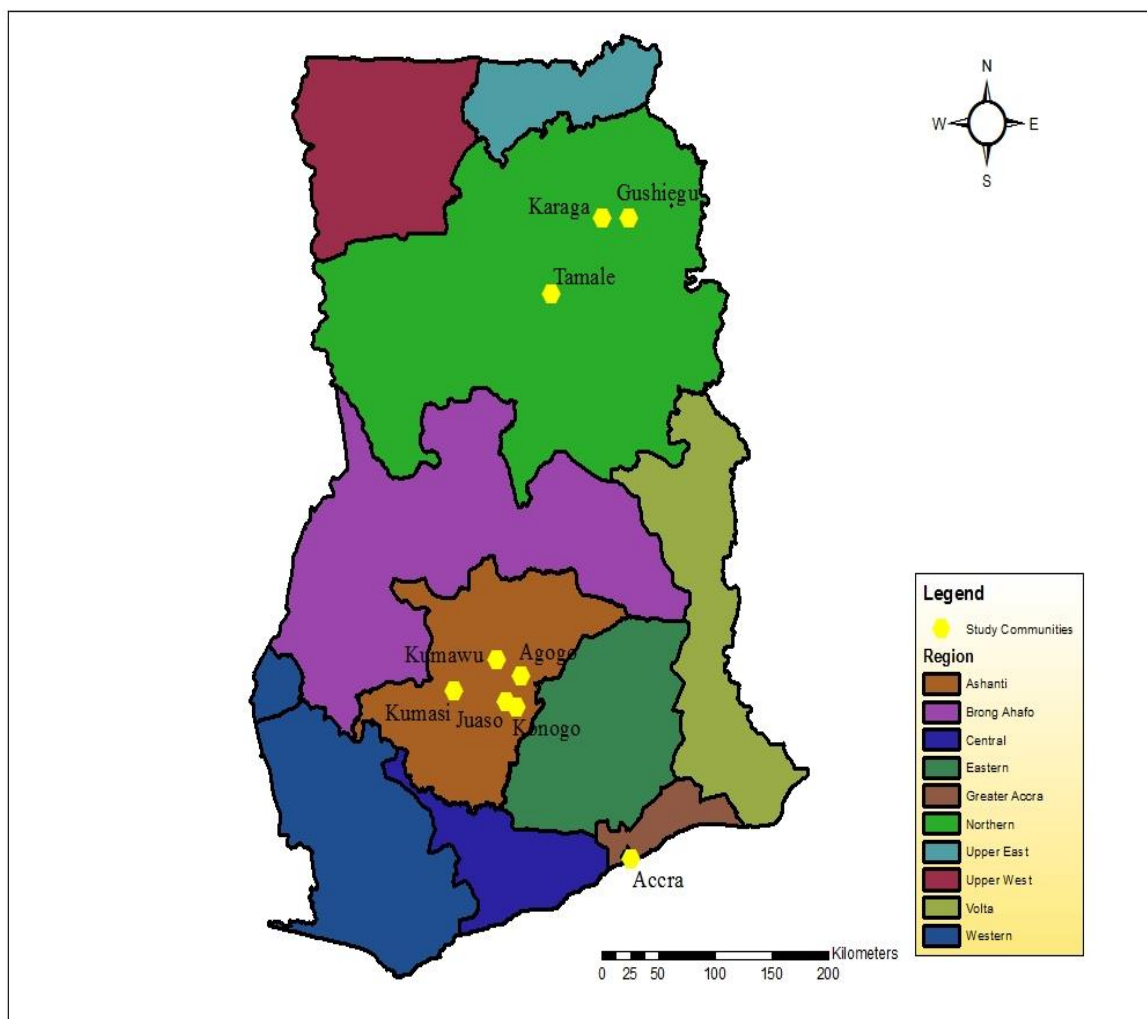 N
W E
S
Karaga Gushiegu
Tamale
Kumawu Agogo
Kumasi Juaso Konogo
Accra
Legend
Study Communities
Region
Ashanti
Brong Ahafo
Central
Eastern
Greater Accra
Northern
Upper East
Upper West
Volta
Western
Kilometers
0 25 50 100 150 200